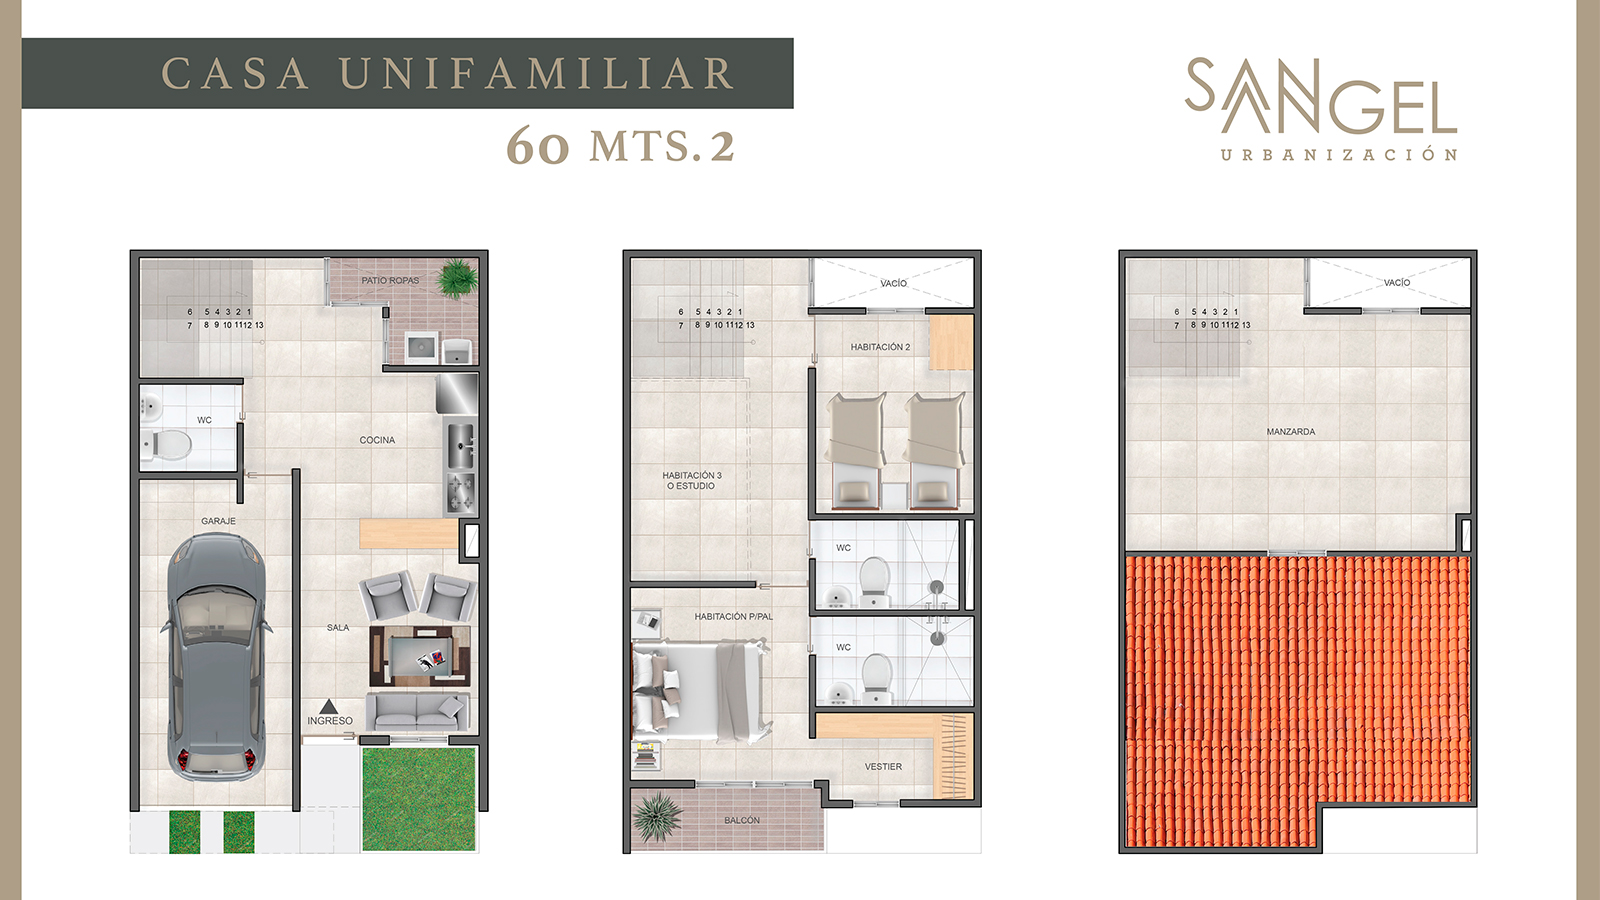 CASA UNIFAMILIAR
60 MTS.2
SANGEL
URBANIZACIÓN
PATIO ROPAS
6 5 4 3 2 1
7 8 9 10 11 12 13
WC
COCINA
GARAJE
SALA
INGRESO
VACÍO
6 5 4 3 2 1
7 8 9 10 11 12 13
HABITACIÓN 2
HABITACIÓN 3
O ESTUDIO
WC
HABITACIÓN P/PAL
WC
VESTIER
BALCÓN
VACÍO
6 5 4 3 2 1
7 8 9 10 11 12 13
MANZARDA